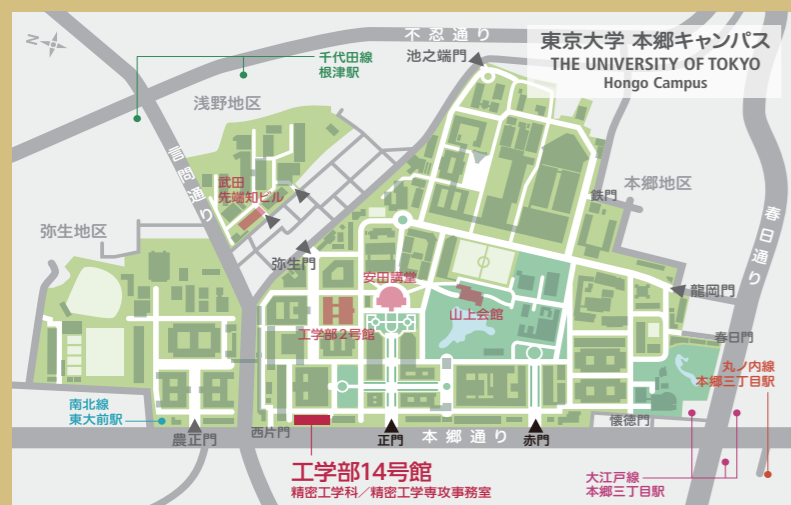 不忍通り
東京大学 本郷キャンパス
THE UNIVERSITY OF TOKYO
Hongo Campus
N
池之端門
千代田線
根津駅
浅野地区
言問通り
武田
先端知ビル
鉄門
本郷地区
春日通り
弥生地区
弥生門
安田講堂
龍岡門
山上会館
工学部2号館
春日門
丸ノ内線
本郷三丁目駅
南北線
東大前駅
農正門
西片門
正門
本郷通り
赤門
懐徳門
工学部14号館
精密工学科／精密工学専攻事務室
大江戸線
本郷三丁目駅